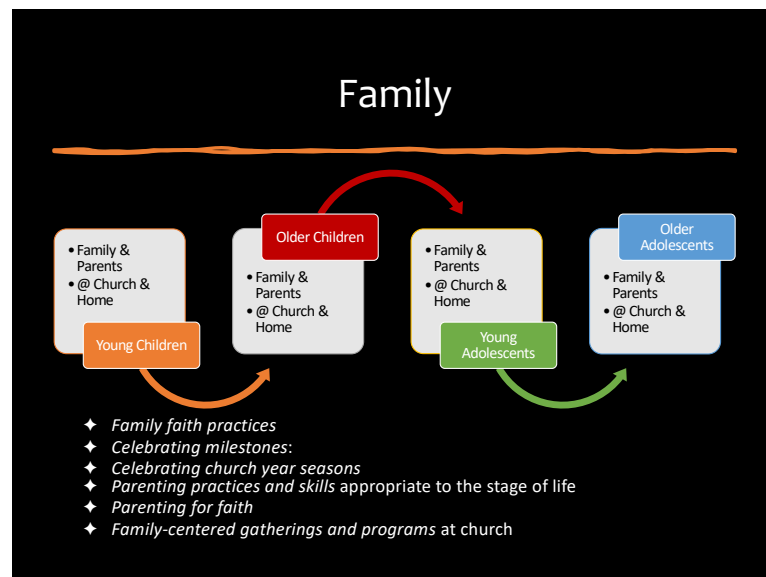 Family
• Family &
Parents
• @ Church &
Home
Young Children
Older Children
• Family &
Parents
• @ Church &
Home
• Family &
Parents
• @ Church &
Home
Young
Adolescents
Older
Adolescents
• Family &
Parents
• @ Church &
Home
✦ Family faith practices
✦ Celebrating milestones:
✦ Celebrating church year seasons
✦ Parenting practices and skills appropriate to the stage of life
✦ Parenting for faith
✦ Family-centered gatherings and programs at church